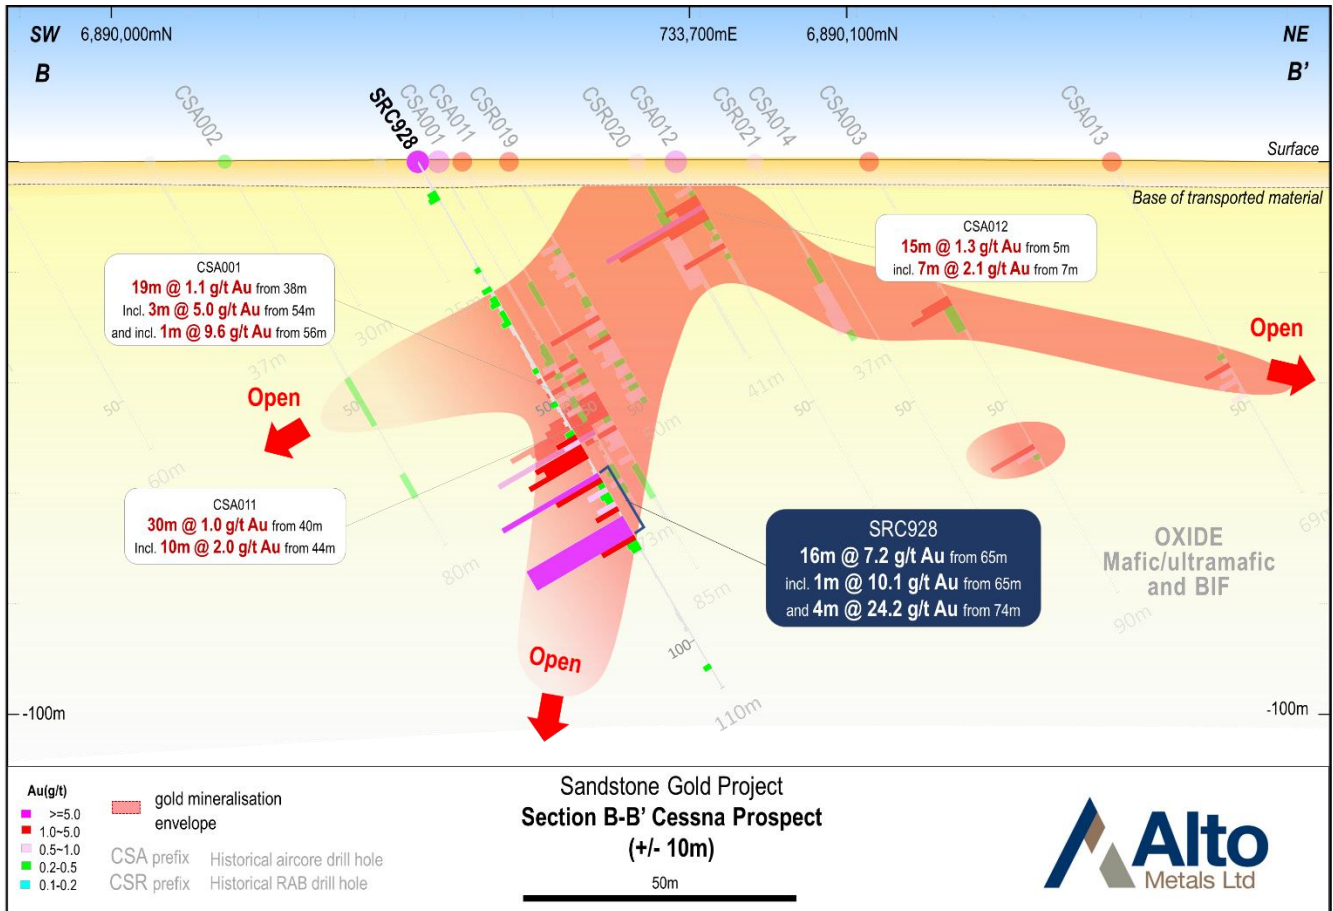 SW
6,890,000mN
733,700mE
6,890,100mN
NE
B
B'
CSA002
SRC928
CSA001
CSA011
CSR019
CSR020
CSA012
CSR021
CSA014
CSA003
CSA013
Surface
Base of transported material
CSA012
15m @ 1.3 g/t Au from 5m
incl. 7m @ 2.1 g/t Au from 7m
CSA001
19m @ 1.1 g/t Au from 38m
Incl. 3m @ 5.0 g/t Au from 54m
and incl. 1m @ 9.6 g/t Au from 56m
30m
37m
Open
Open
41m
37m
50
50
50
50
50
50
50
50
60m
CSA011
30m @ 1.0 g/t Au from 40m
Incl. 10m @ 2.0 g/t Au from 44m
80m
85m
69m
90m
SRC928
16m @ 7.2 g/t Au from 65m
incl. 1m @ 10.1 g/t Au from 65m
and 4m @ 24.2 g/t Au from 74m
OXIDE
Mafic/ultramafic
and BIF
100
Open
110m
-100m
-100m
Au(g/t)
>=5.0
1.0~5.0
0.5~1.0
0.2-0.5
0.1-0.2
gold mineralisation
envelope
CSA prefix Historical aircore drill hole
CSR prefix Historical RAB drill hole
Sandstone Gold Project
Section B-B' Cessna Prospect
(+/- 10m)
50m
Alto
Metals Ltd